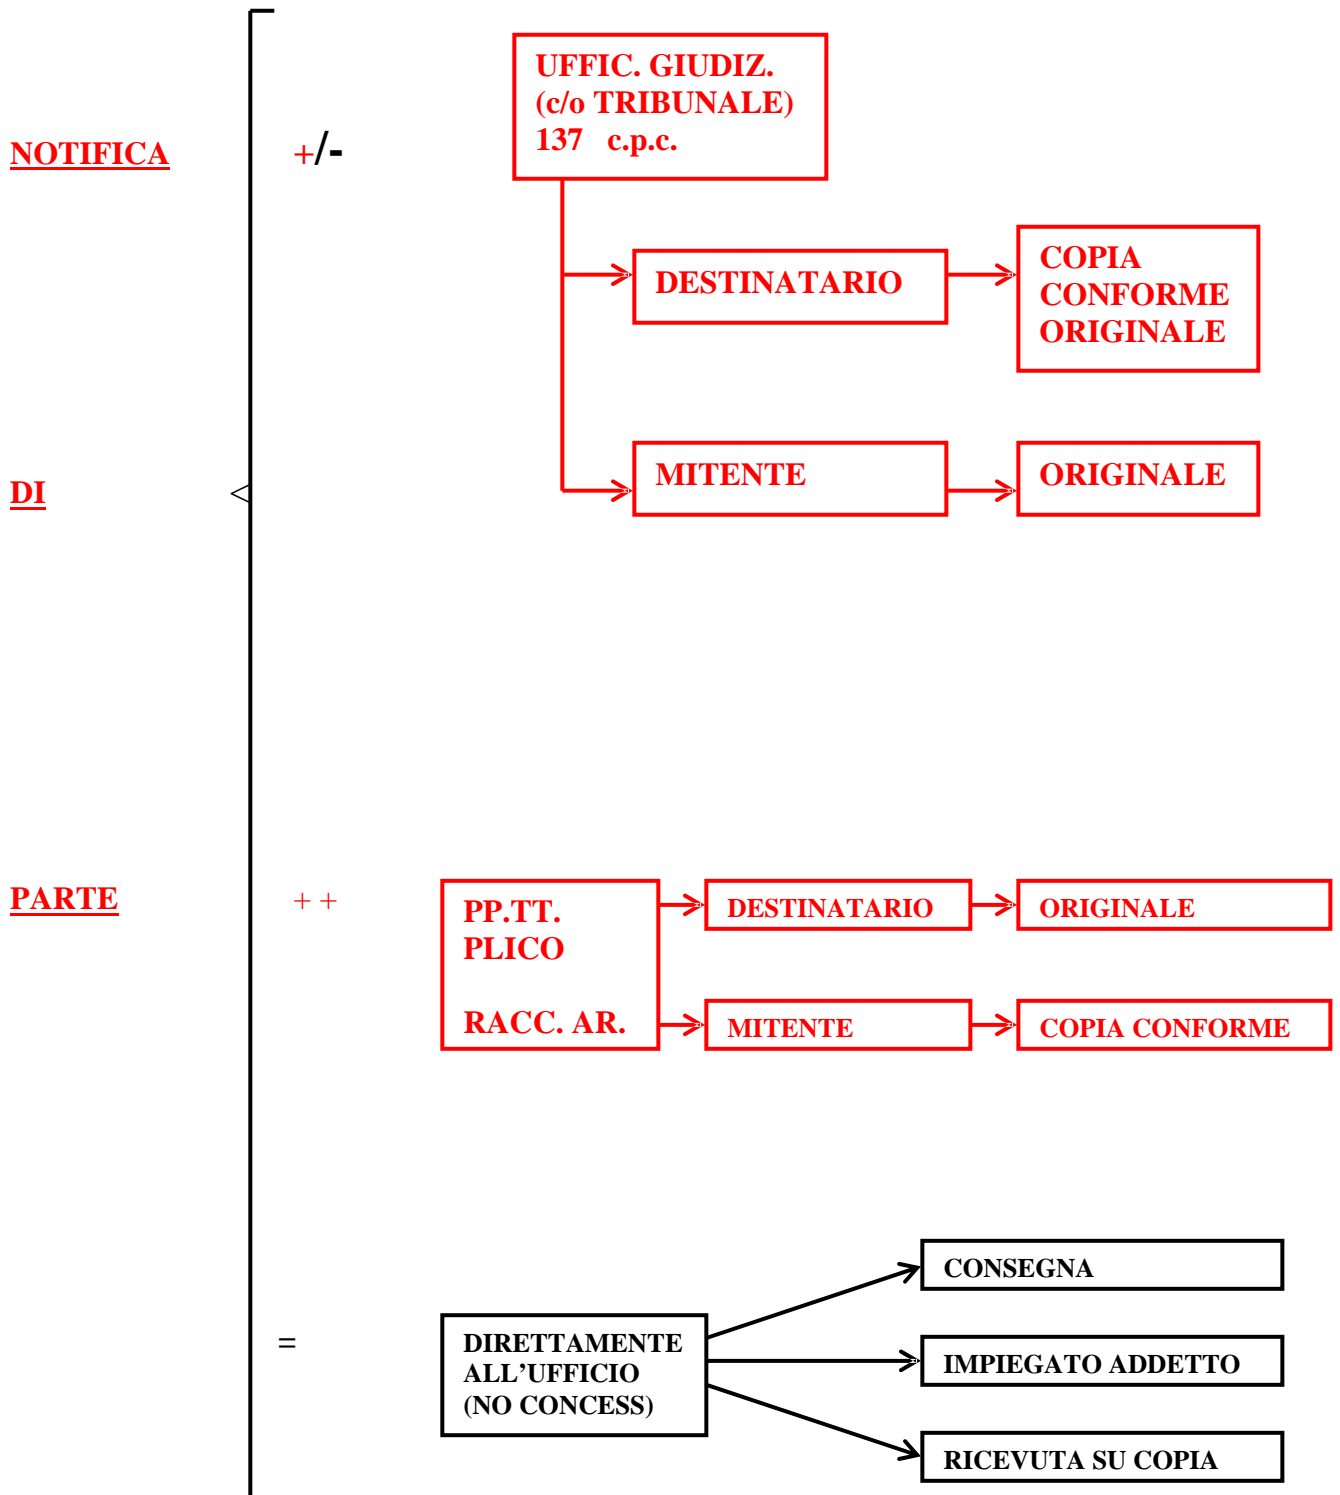 UFFIC. GIUDIZ.
(c/o TRIBUNALE)
137 c.p.c.
NOTIFICA
+/-
DESTINATARIO
COPIA
CONFORME
ORIGINALE
MITENTE
ORIGINALE
DI
<
PARTE
+ +
PP.TT.
PLICO
RACC. AR.
DESTINATARIO
ORIGINALE
MITENTE
COPIA CONFORME
=
DIRETTAMENTE
ALL’UFFICIO
(NO CONCESS)
CONSEGNA
IMPIEGATO ADDETTO
RICEVUTA SU COPIA